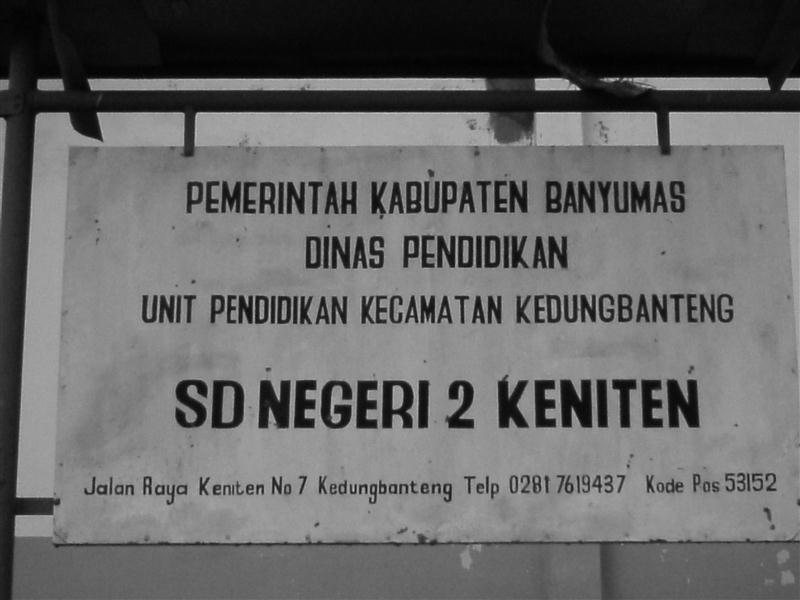 PEMERINTAH KABUPATEN BANYUMAS
DINAS PENDIDIKAN
UNIT PENDIDIKAN KECAMATAN KEDUNGBANTENG
SD NEGERI 2 KENITEN
Jalan Raya Keniten No 7 Kedungbanteng Telp 0281 7619437 Kode Pos 53152